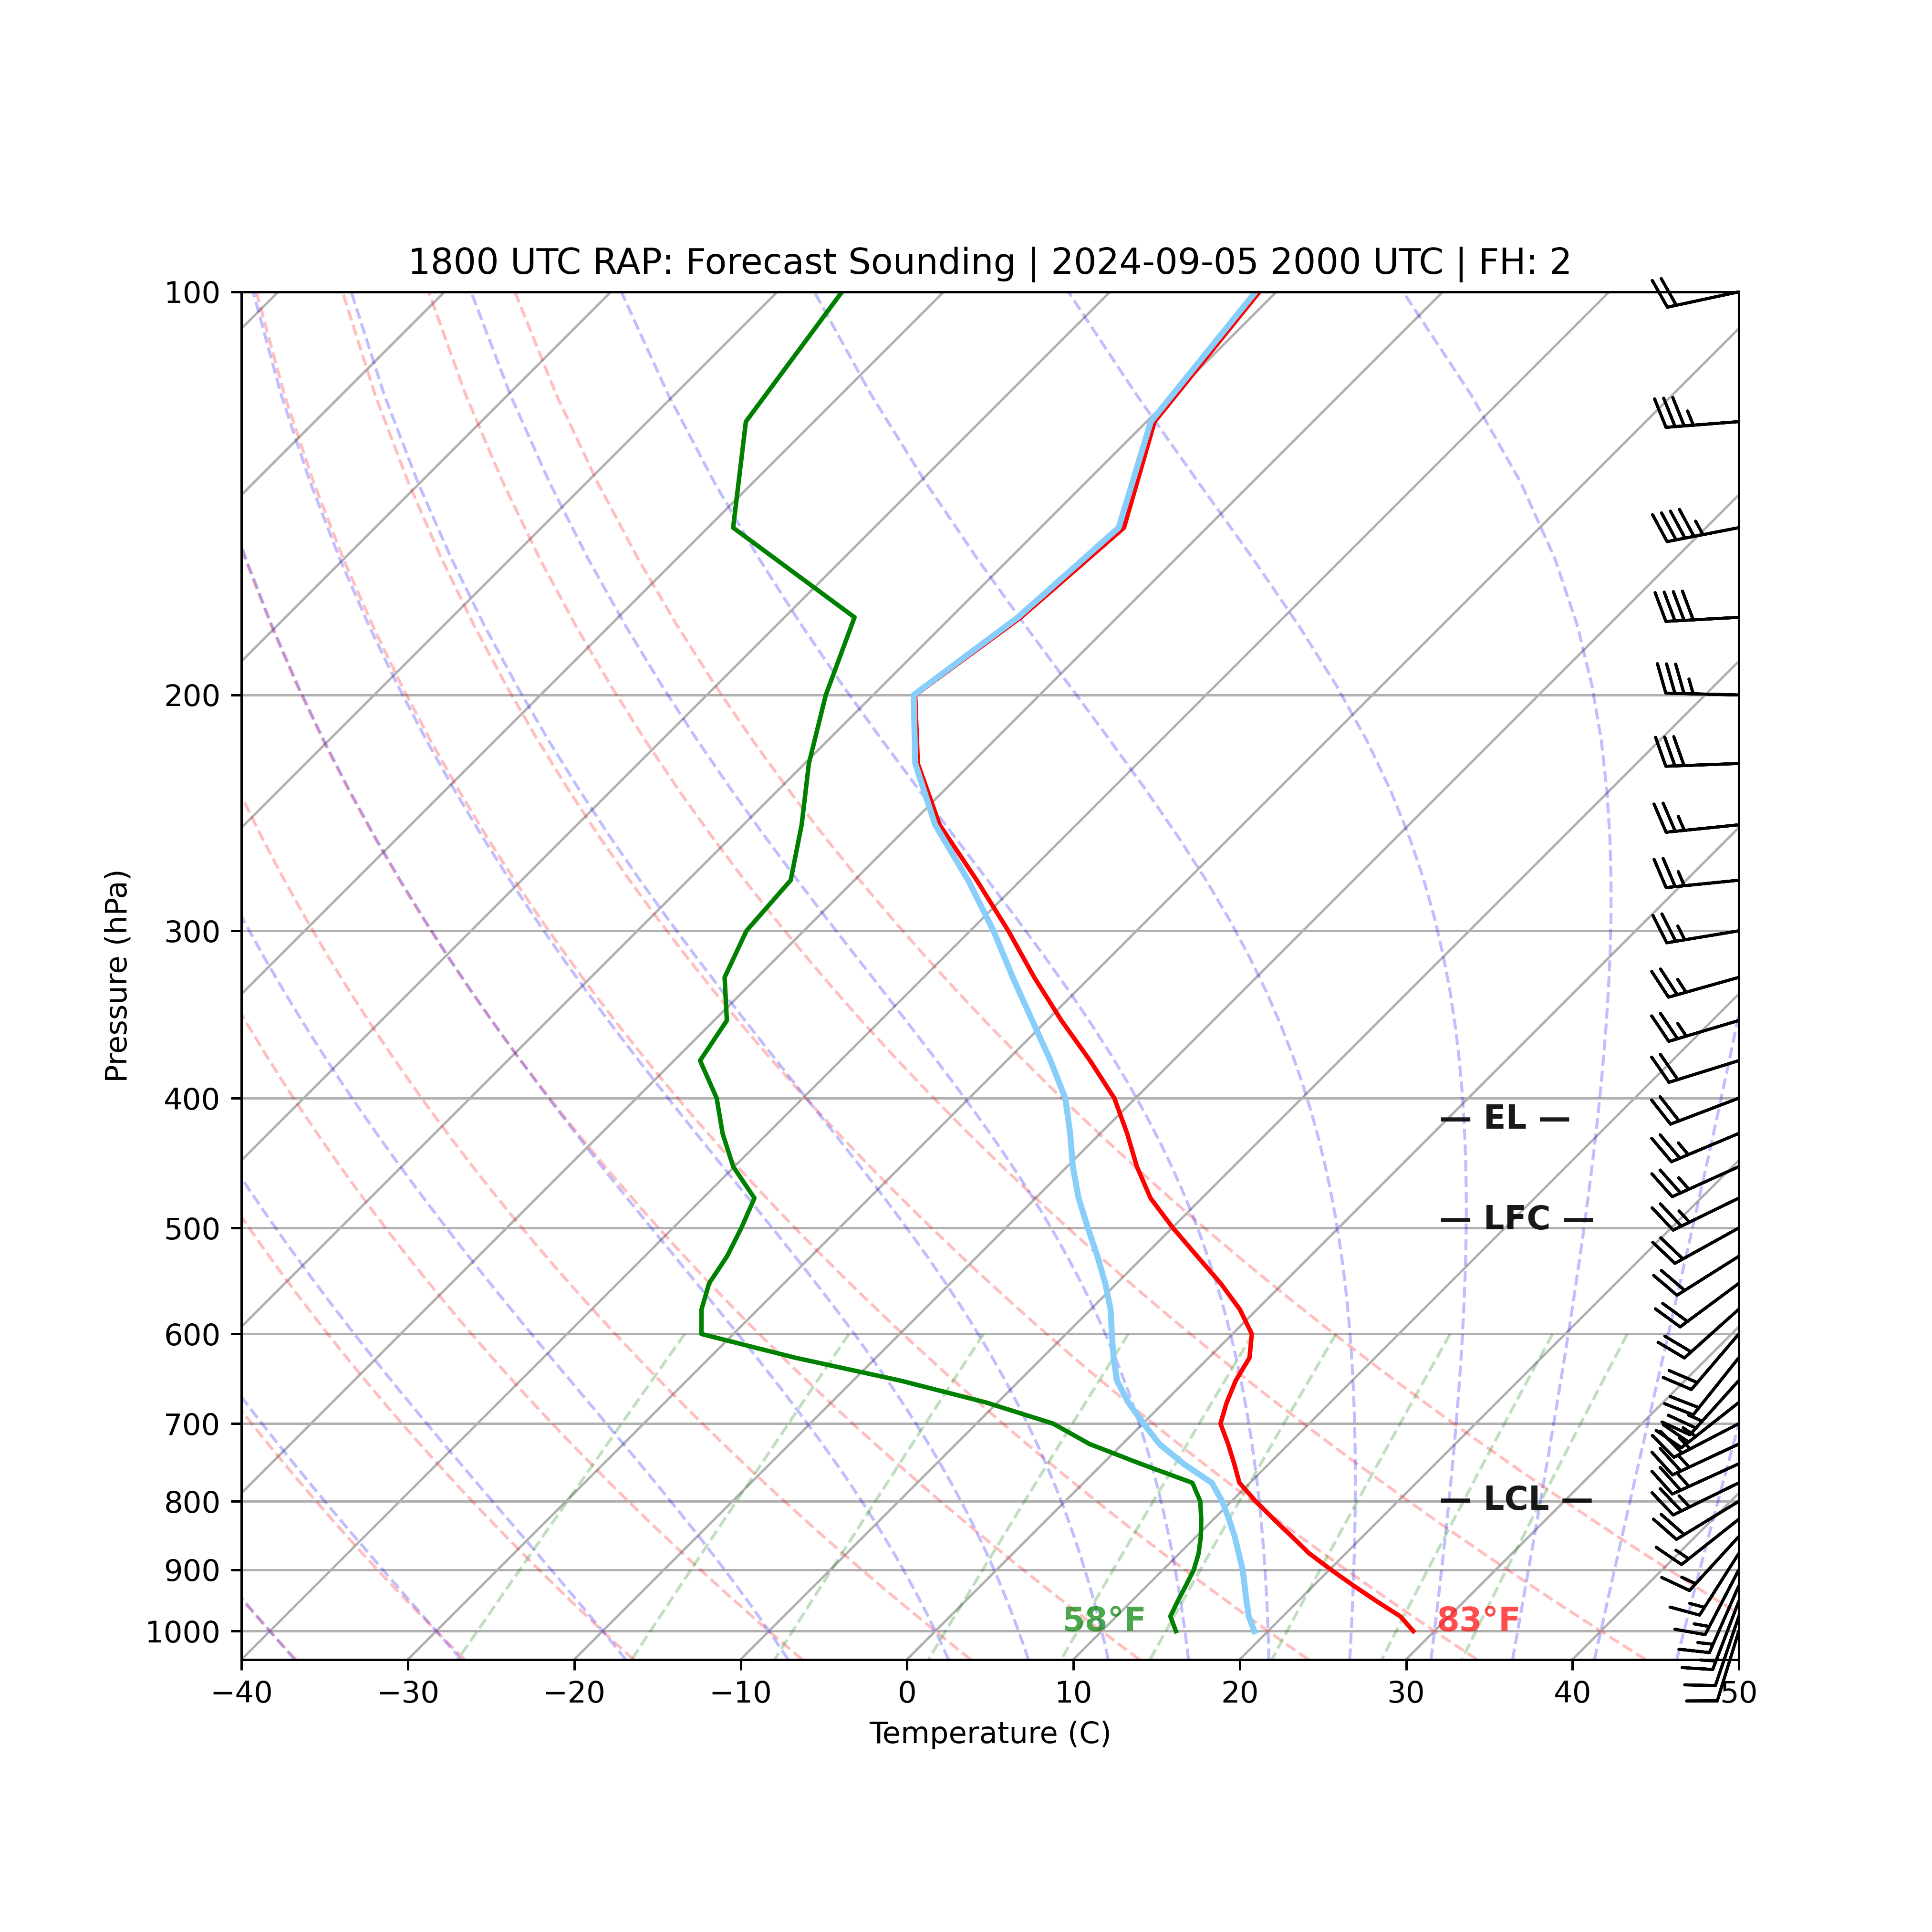 1800 UTC RAP: Forecast Sounding | 2024-09-05 2000 UTC | FH: 2
100
200
300
— EL —
400
— LFC —
500
600
700
— LCL —
800
900
58°F 83°F
1000
−40 −30 −20 −10 0 10 20 30 40 50
Temperature (C)
Pressure (hPa)